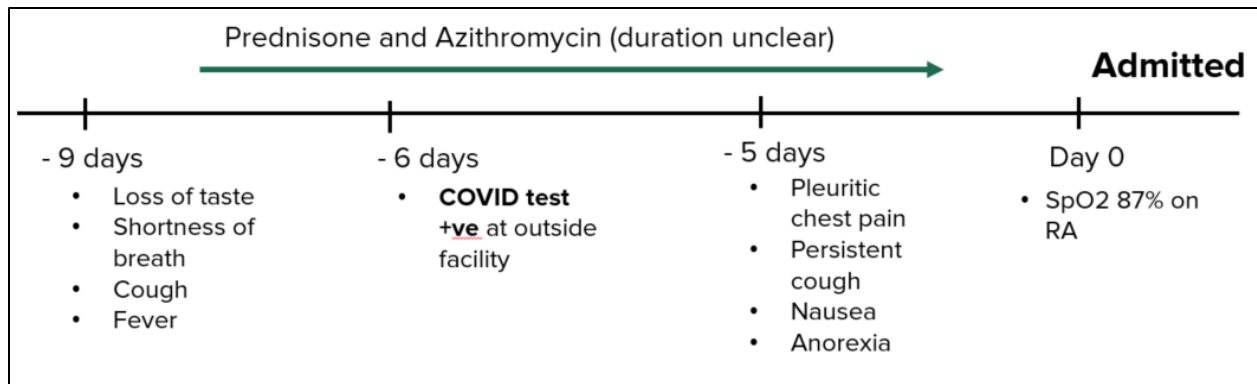 Prednisone and Azithromycin (duration unclear)
Admitted
- 9 days
• Loss of taste
• Shortness of
breath
• Cough
• Fever
- 6 days
• COVID test
+ve at outside
facility
- 5 days
• Pleuritic
chest pain
• Persistent
cough
• Nausea
• Anorexia
Day 0
• SpO2 87% on
RA